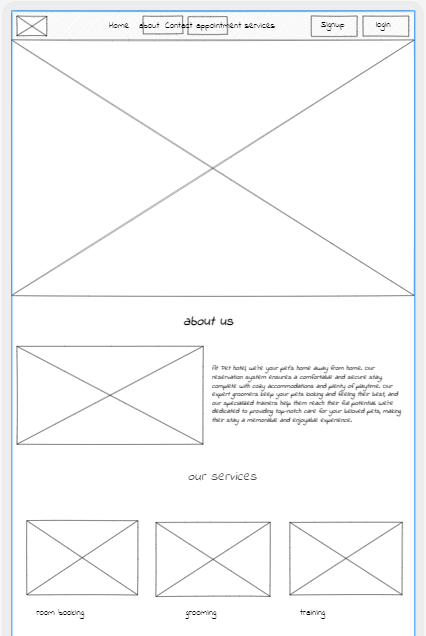 Home about Contact appointment services Signup login
about us
At Pet hotel, we're your pet's home away from home. Our
reservation system ensures a comfortable and secure stay,
complete with cosy accommodations and plenty of playtime. Our
expert groomers keep your pets looking and feeling their best, and
our specialized trainers help them reach their full potential. we're
dedicated to providing top-notch care for your beloved pets, making
their stay a memorable and enjoyable experience.
our services
room booking grooming training